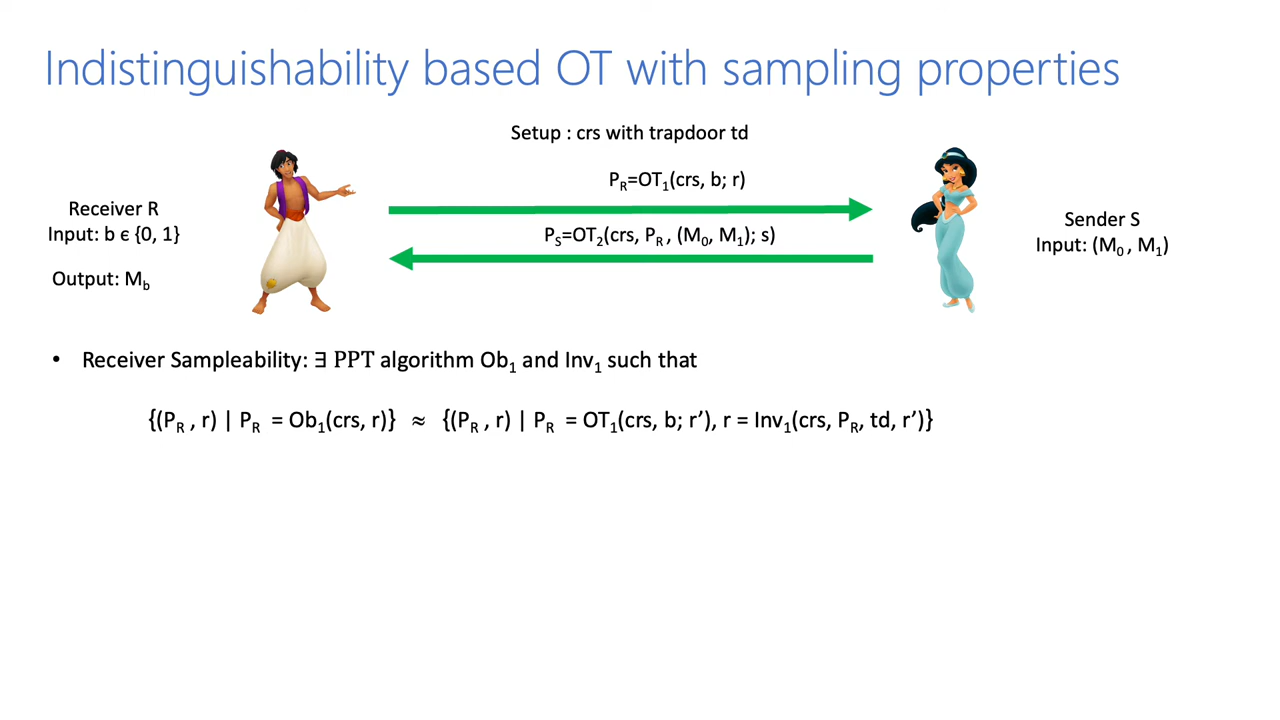 Indistinguishability based OT with sampling properties
Setup : crs with trapdoor td
P_R=OT_1(crs, b; r)
Receiver R
Input: b ϵ {0, 1}
Output: M_b
P_S=OT_2(crs, P_R , (M_0, M_1); s)
Sender S
Input: (M_0 , M_1)
• Receiver Sampleability: ∃ PPT algorithm Ob_1 and Inv_1 such that
{(P_R , r) | P_R = Ob_1(crs, r)} ≈ {(P_R , r) | P_R = OT_1(crs, b; r’), r = Inv_1(crs, P_R, td, r’)}